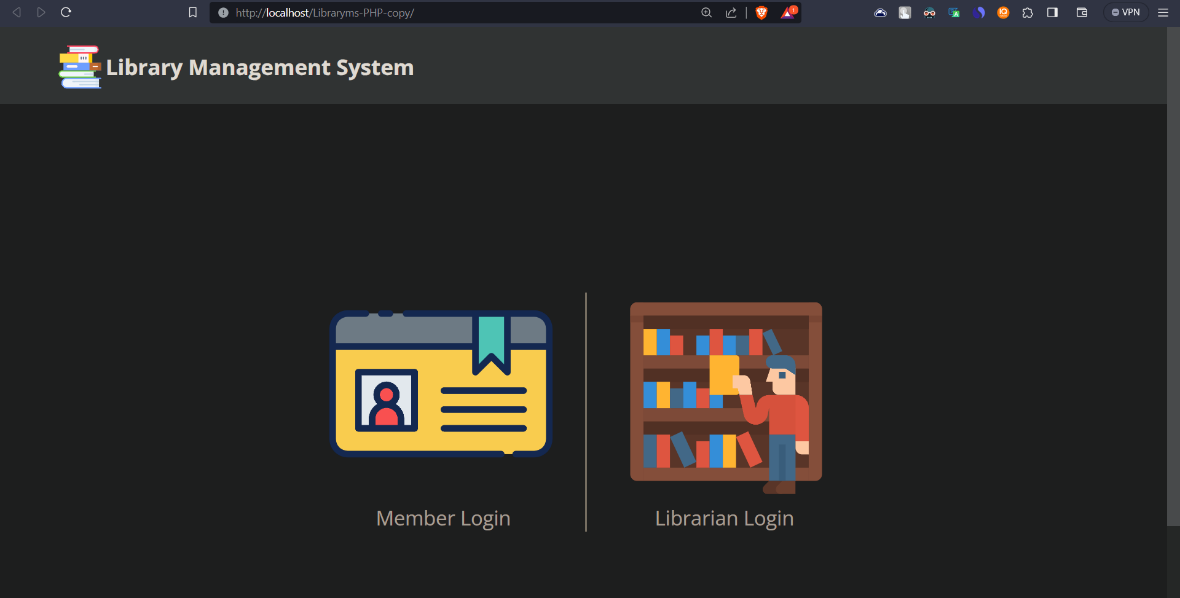 http://localhost/Libraryms-PHP-copy/
VPN
Library Management System
Member Login
Librarian Login